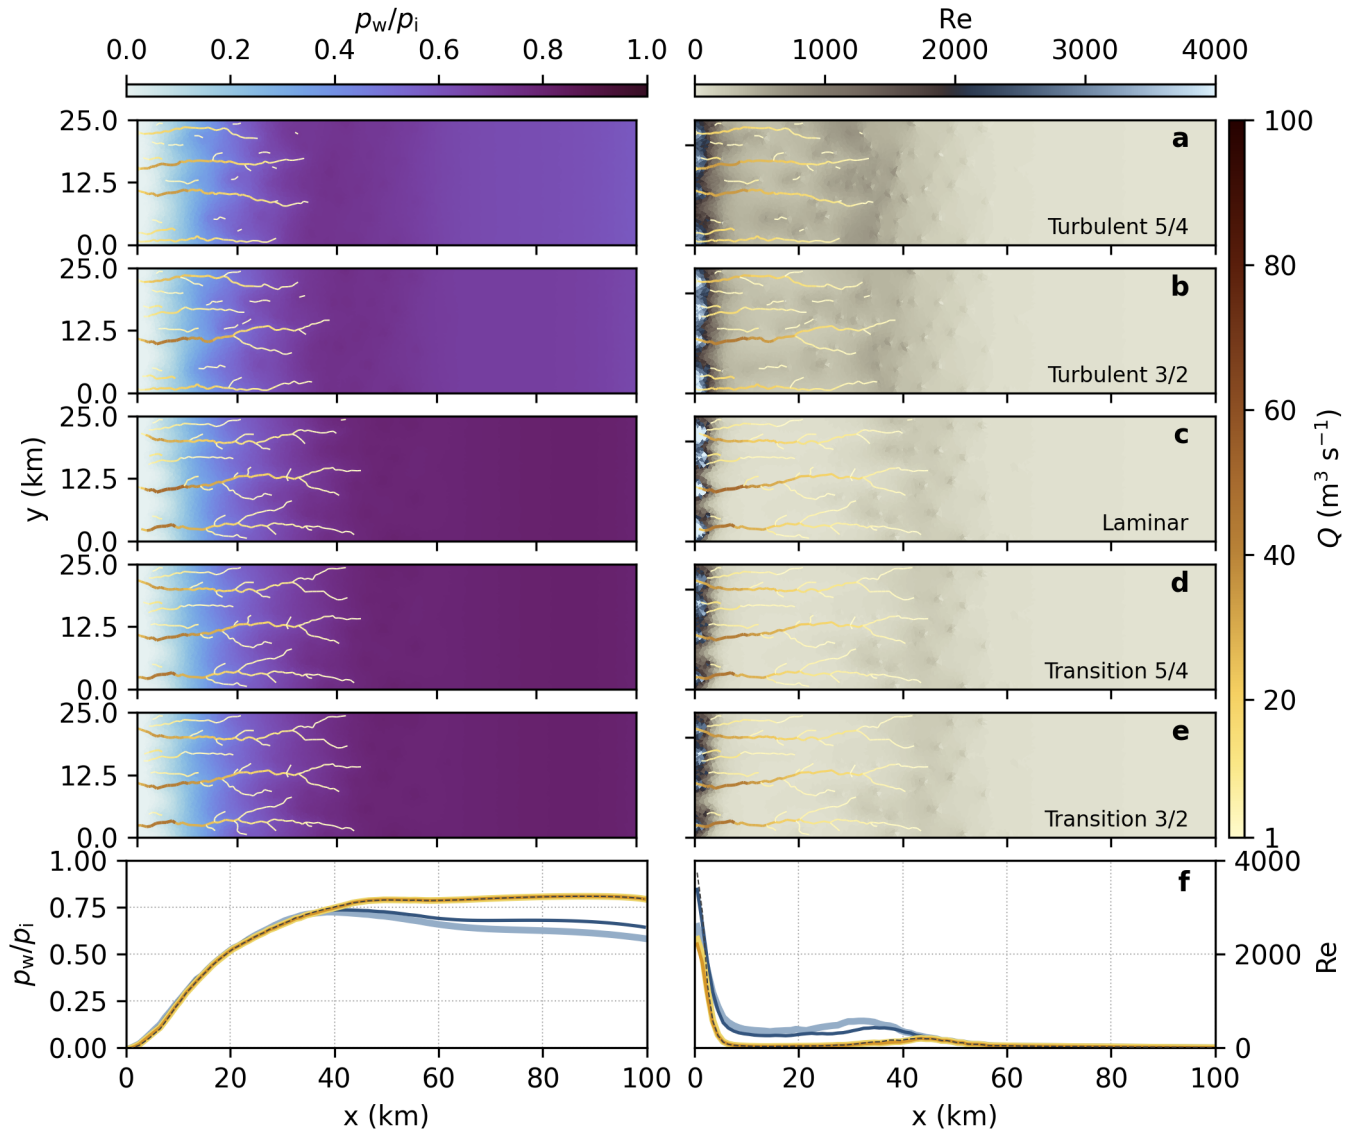 p_w/p_i
0.0 0.2 0.4 0.6 0.8 1.0
Re
0 1000 2000 3000 4000
25.0
12.5
0.0
a
Turbulent 5/4
25.0
12.5
0.0
b
Turbulent 3/2
25.0
12.5
0.0
c
Laminar
25.0
12.5
0.0
d
Transition 5/4
25.0
12.5
0.0
e
Transition 3/2
y (km)
100
80
60
40
20
1
Q (m³ s⁻¹)
1.00
0.75
0.50
0.25
0.00
p_w/p_i
0 20 40 60 80 100
x (km)
f
4000
2000
0
Re
0 20 40 60 80 100
x (km)